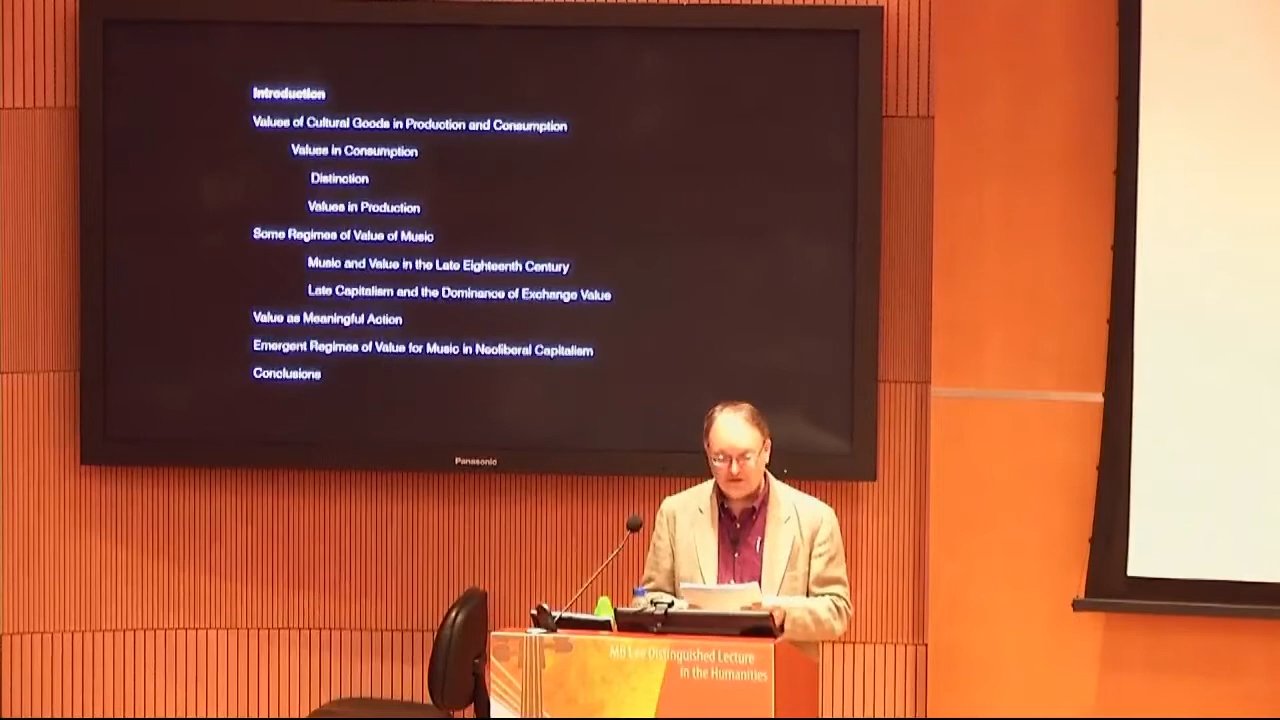 Introduction
Values of Cultural Goods in Production and Consumption
Values in Consumption
Distinction
Values in Production
Some Regimes of Value of Music
Music and Value in the Late Eighteenth Century
Late Capitalism and the Dominance of Exchange Value
Value as Meaningful Action
Emergent Regimes of Value for Music in Neoliberal Capitalism
Conclusions
Panasonic
MB Lee Distinguished Lecture
in the Humanities